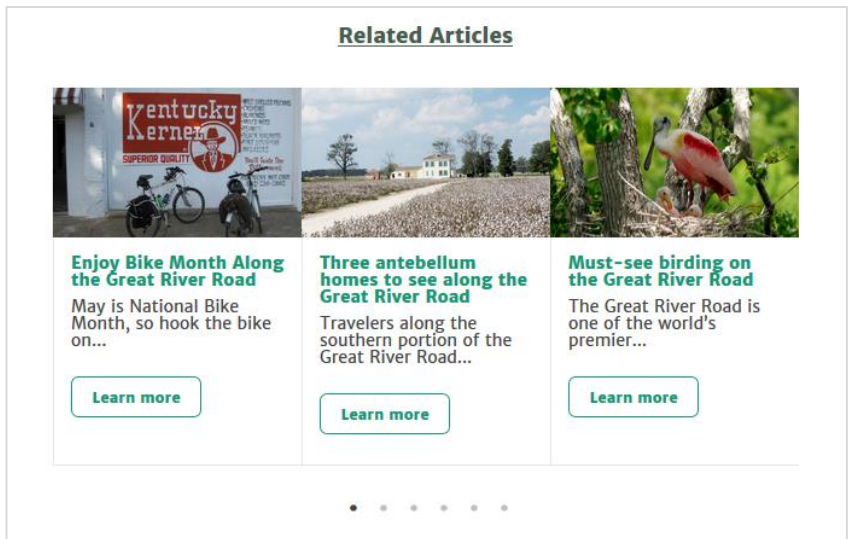 Related Articles
Kentucky
Kernel
SUPERIOR QUALITY
Enjoy Bike Month Along
the Great River Road
May is National Bike
Month, so hook the bike
on...
Learn more
Three antebellum
homes to see along the
Great River Road
Travelers along the
southern portion of the
Great River Road...
Learn more
Must-see birding on
the Great River Road
The Great River Road is
one of the world's
premier...
Learn more